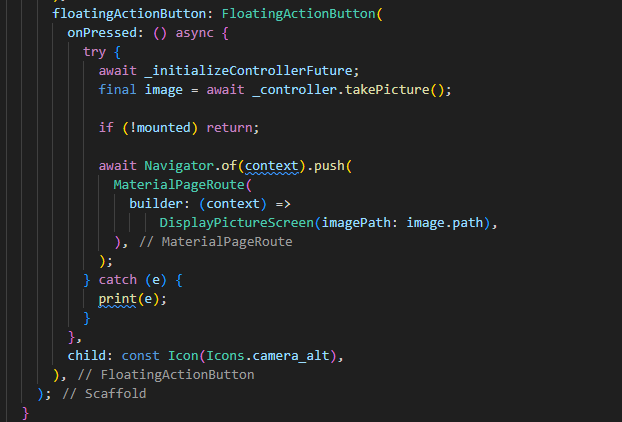 floatingActionButton: FloatingActionButton(
onPressed: () async {
try {
await _initializeControllerFuture;
final image = await _controller.takePicture();
if (!mounted) return;
await Navigator.of(context).push(
MaterialPageRoute(
builder: (context) =>
DisplayPictureScreen(imagePath: image.path),
), // MaterialPageRoute
);
} catch (e) {
print(e);
}
},
child: const Icon(Icons.camera_alt),
), // FloatingActionButton
); // Scaffold
}